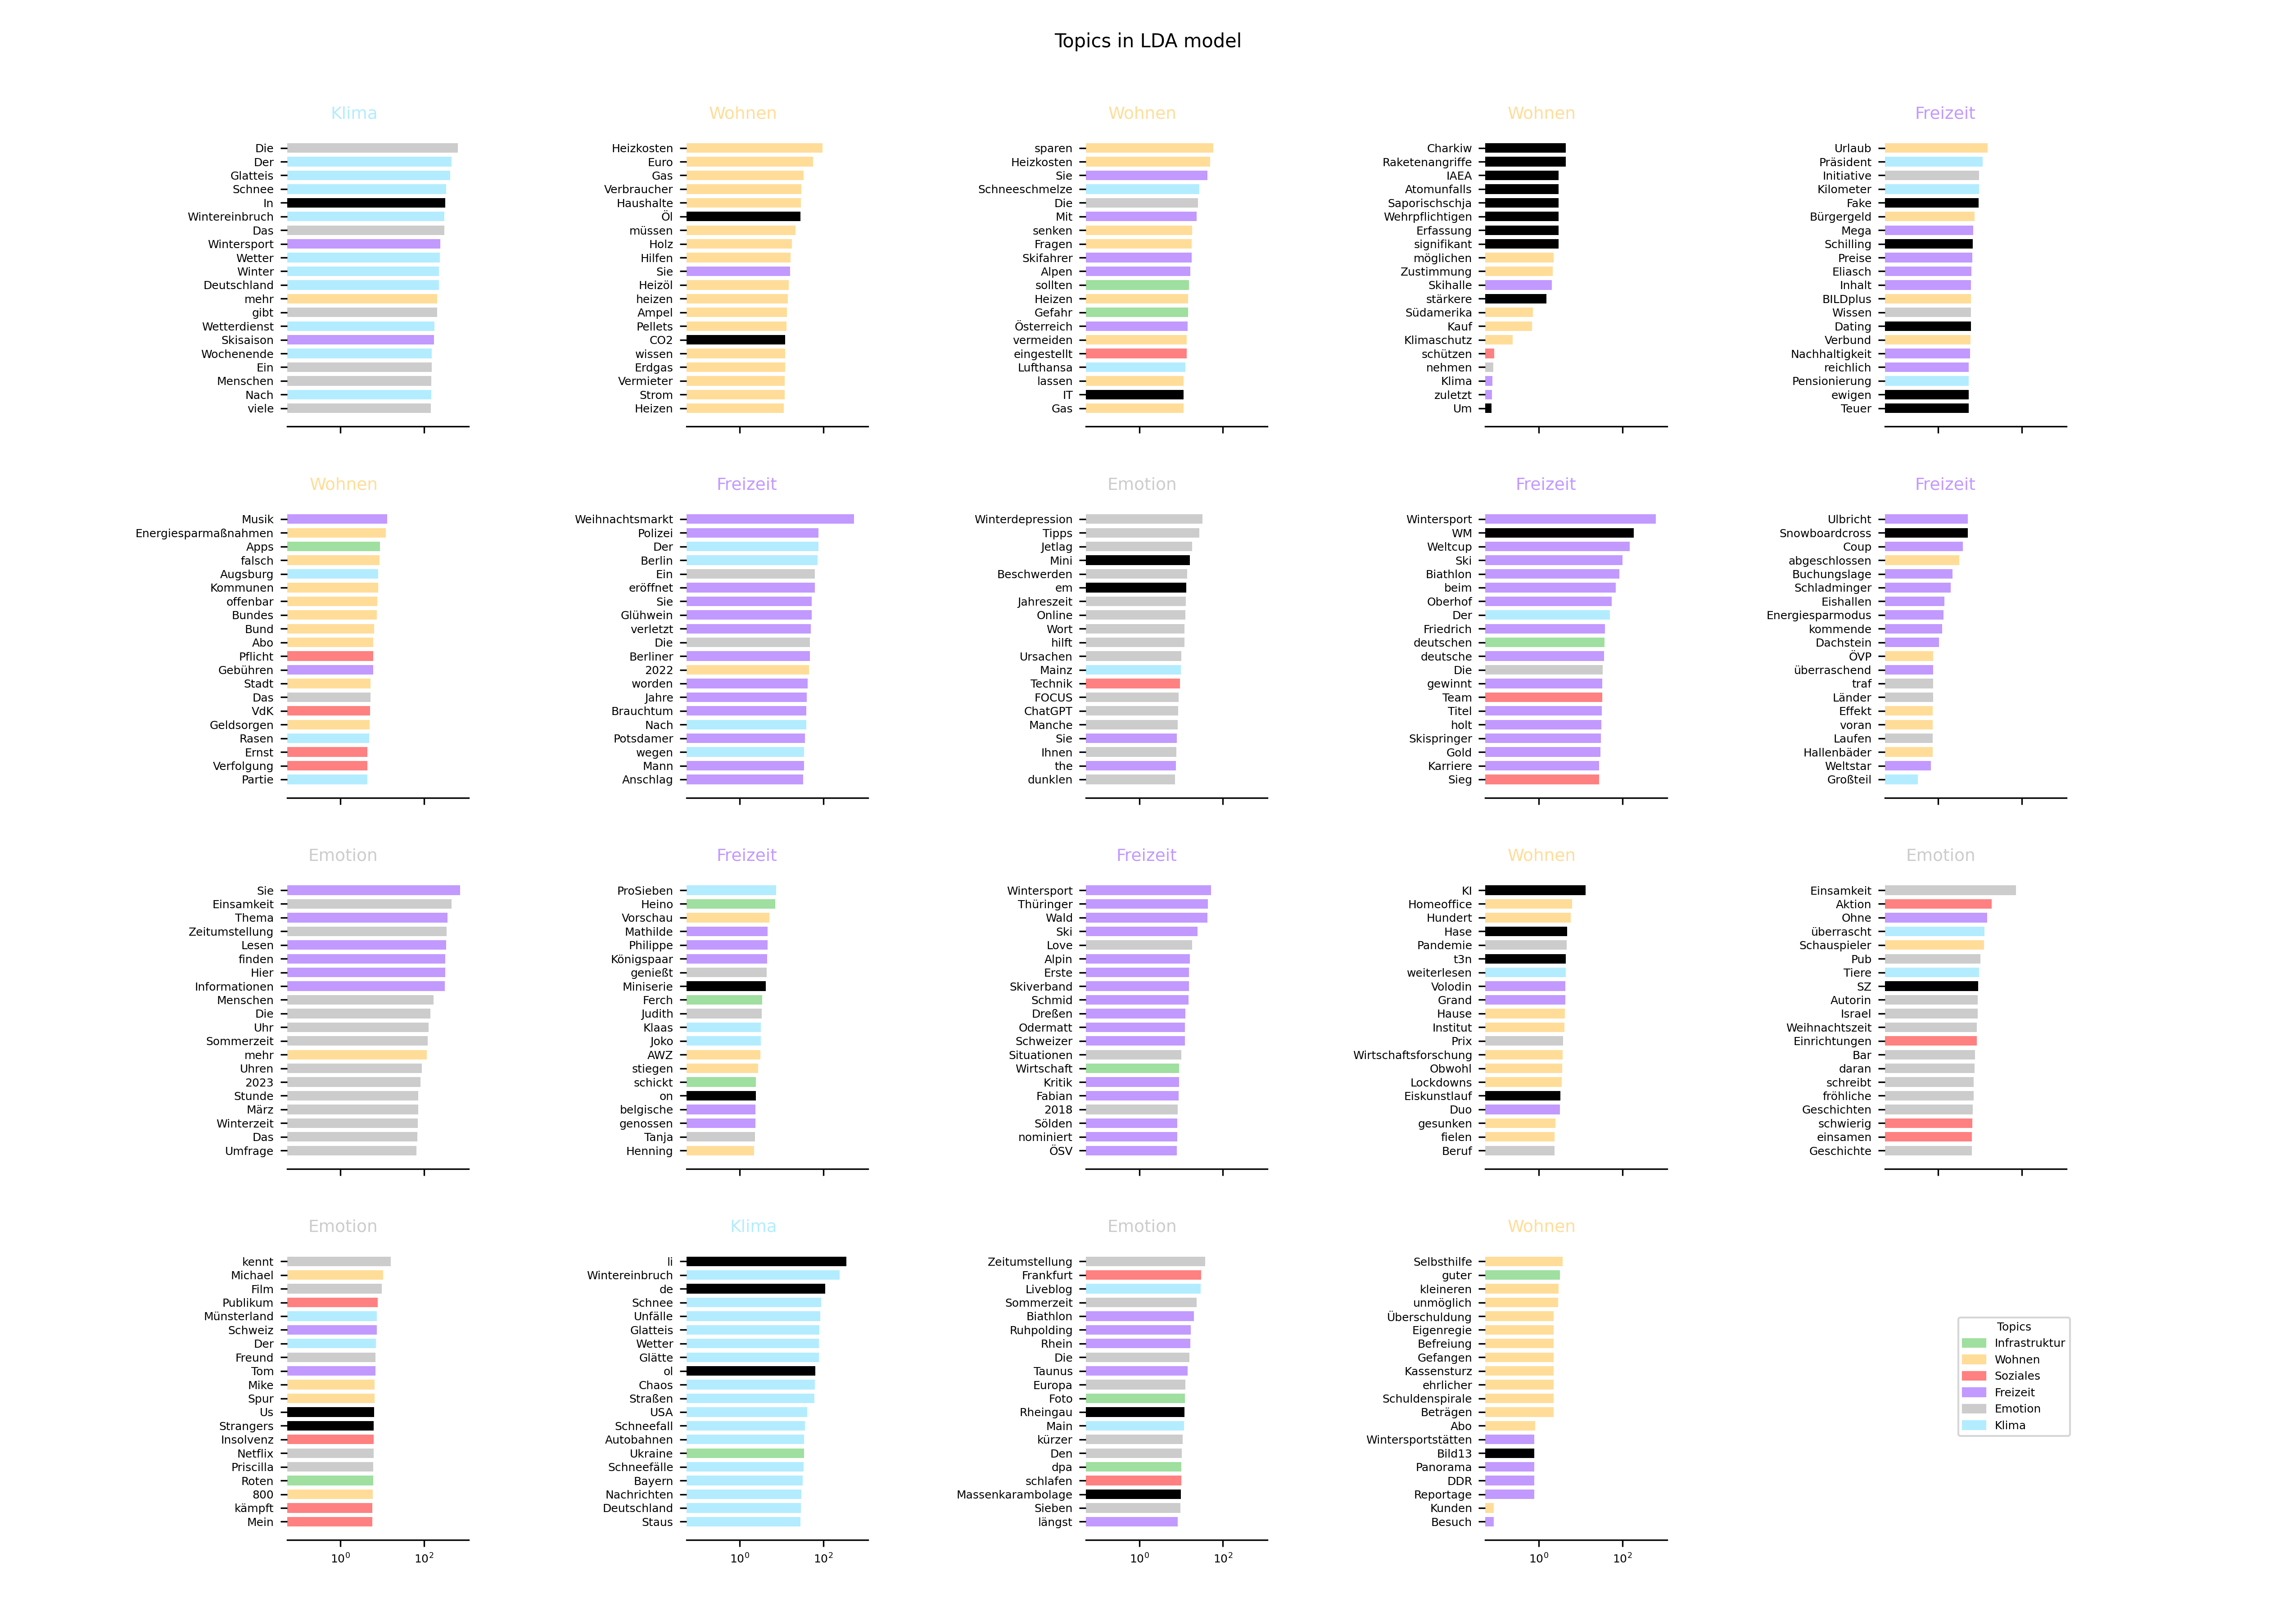 Topics in LDA model
Klima
Die
Der
Glatteis
Schnee
In
Wintereinbruch
Das
Wintersport
Wetter
Winter
Deutschland
mehr
gibt
Wetterdienst
Skisaison
Wochenende
Ein
Menschen
Nach
viele
Wohnen
Heizkosten
Euro
Gas
Verbraucher
Haushalte
Öl
müssen
Holz
Hilfen
Sie
Heizöl
heizen
Ampel
Pellets
CO2
wissen
Erdgas
Vermieter
Strom
Heizen
Wohnen
sparen
Heizkosten
Sie
Schneeschmelze
Die
Mit
senken
Fragen
Skifahrer
Alpen
sollten
Heizen
Gefahr
Österreich
vermeiden
eingestellt
Lufthansa
lassen
IT
Gas
Wohnen
Charkiw
Raketenangriffe
IAEA
Atomunfalls
Saporischschja
Wehrpflichtigen
Erfassung
signifikant
möglichen
Zustimmung
Skihalle
stärkere
Südamerika
Kauf
Klimaschutz
schützen
nehmen
Klima
zuletzt
Um
Freizeit
Urlaub
Präsident
Initiative
Kilometer
Fake
Bürgergeld
Mega
Schilling
Preise
Eliasch
Inhalt
BILDplus
Wissen
Dating
Verbund
Nachhaltigkeit
reichlich
Pensionierung
ewigen
Teuer
Wohnen
Musik
Energiesparmaßnahmen
Apps
falsch
Augsburg
Kommunen
offenbar
Bundes
Bund
Abo
Pflicht
Gebühren
Stadt
Das
VdK
Geldsorgen
Rasen
Ernst
Verfolgung
Partie
Freizeit
Weihnachtsmarkt
Polizei
Der
Berlin
Ein
eröffnet
Sie
Glühwein
verletzt
Die
Berliner
2022
worden
Jahre
Brauchtum
Nach
Potsdamer
wegen
Mann
Anschlag
Emotion
Winterdepression
Tipps
Jetlag
Mini
Beschwerden
em
Jahreszeit
Online
Wort
hilft
Ursachen
Mainz
Technik
FOCUS
ChatGPT
Manche
Sie
Ihnen
the
dunklen
Freizeit
Wintersport
WM
Weltcup
Ski
Biathlon
beim
Oberhof
Der
Friedrich
deutschen
deutsche
Die
gewinnt
Team
Titel
holt
Skispringer
Gold
Karriere
Sieg
Freizeit
Ulbricht
Snowboardcross
Coup
abgeschlossen
Buchungslage
Schladminger
Eishallen
Energiesparmodus
kommende
Dachstein
ÖVP
überraschend
traf
Länder
Effekt
voran
Laufen
Hallenbäder
Weltstar
Großteil
Emotion
Sie
Einsamkeit
Thema
Zeitumstellung
Lesen
finden
Hier
Informationen
Menschen
Die
Uhr
Sommerzeit
mehr
Uhren
2023
Stunde
März
Winterzeit
Das
Umfrage
Freizeit
ProSieben
Heino
Vorschau
Mathilde
Philippe
Königspaar
genießt
Miniserie
Ferch
Judith
Klaas
Joko
AWZ
stiegen
schickt
on
belgische
genossen
Tanja
Henning
Freizeit
Wintersport
Thüringer
Wald
Ski
Love
Alpin
Erste
Skiverband
Schmid
Dreßen
Odermatt
Schweizer
Situationen
Wirtschaft
Kritik
Fabian
2018
Sölden
nominiert
ÖSV
Wohnen
KI
Homeoffice
Hundert
Hase
Pandemie
t3n
weiterlesen
Volodin
Grand
Hause
Institut
Prix
Wirtschaftsforschung
Obwohl
Lockdowns
Eiskunstlauf
Duo
gesunken
fielen
Beruf
Emotion
Einsamkeit
Aktion
Ohne
überrascht
Schauspieler
Pub
Tiere
SZ
Autorin
Israel
Weihnachtszeit
Einrichtungen
Bar
daran
schreibt
fröhliche
Geschichten
schwierig
einsamen
Geschichte
Emotion
kennt
Michael
Film
Publikum
Münsterland
Schweiz
Der
Freund
Tom
Mike
Spur
Us
Strangers
Insolvenz
Netflix
Priscilla
Roten
800
kämpft
Mein
10⁰ 10²
Klima
li
Wintereinbruch
de
Schnee
Unfälle
Glatteis
Wetter
Glätte
ol
Chaos
Straßen
USA
Schneefall
Autobahnen
Ukraine
Schneefälle
Bayern
Nachrichten
Deutschland
Staus
10⁰ 10²
Emotion
Zeitumstellung
Frankfurt
Liveblog
Sommerzeit
Biathlon
Ruhpolding
Rhein
Die
Taunus
Europa
Foto
Rheingau
Main
kürzer
Den
dpa
schlafen
Massenkarambolage
Sieben
längst
10⁰ 10²
Wohnen
Selbsthilfe
guter
kleineren
unmöglich
Überschuldung
Eigenregie
Befreiung
Gefangen
Kassensturz
ehrlicher
Schuldenspirale
Beträgen
Abo
Wintersportstätten
Bild13
Panorama
DDR
Reportage
Kunden
Besuch
10⁰ 10²
Topics
Infrastruktur
Wohnen
Soziales
Freizeit
Emotion
Klima